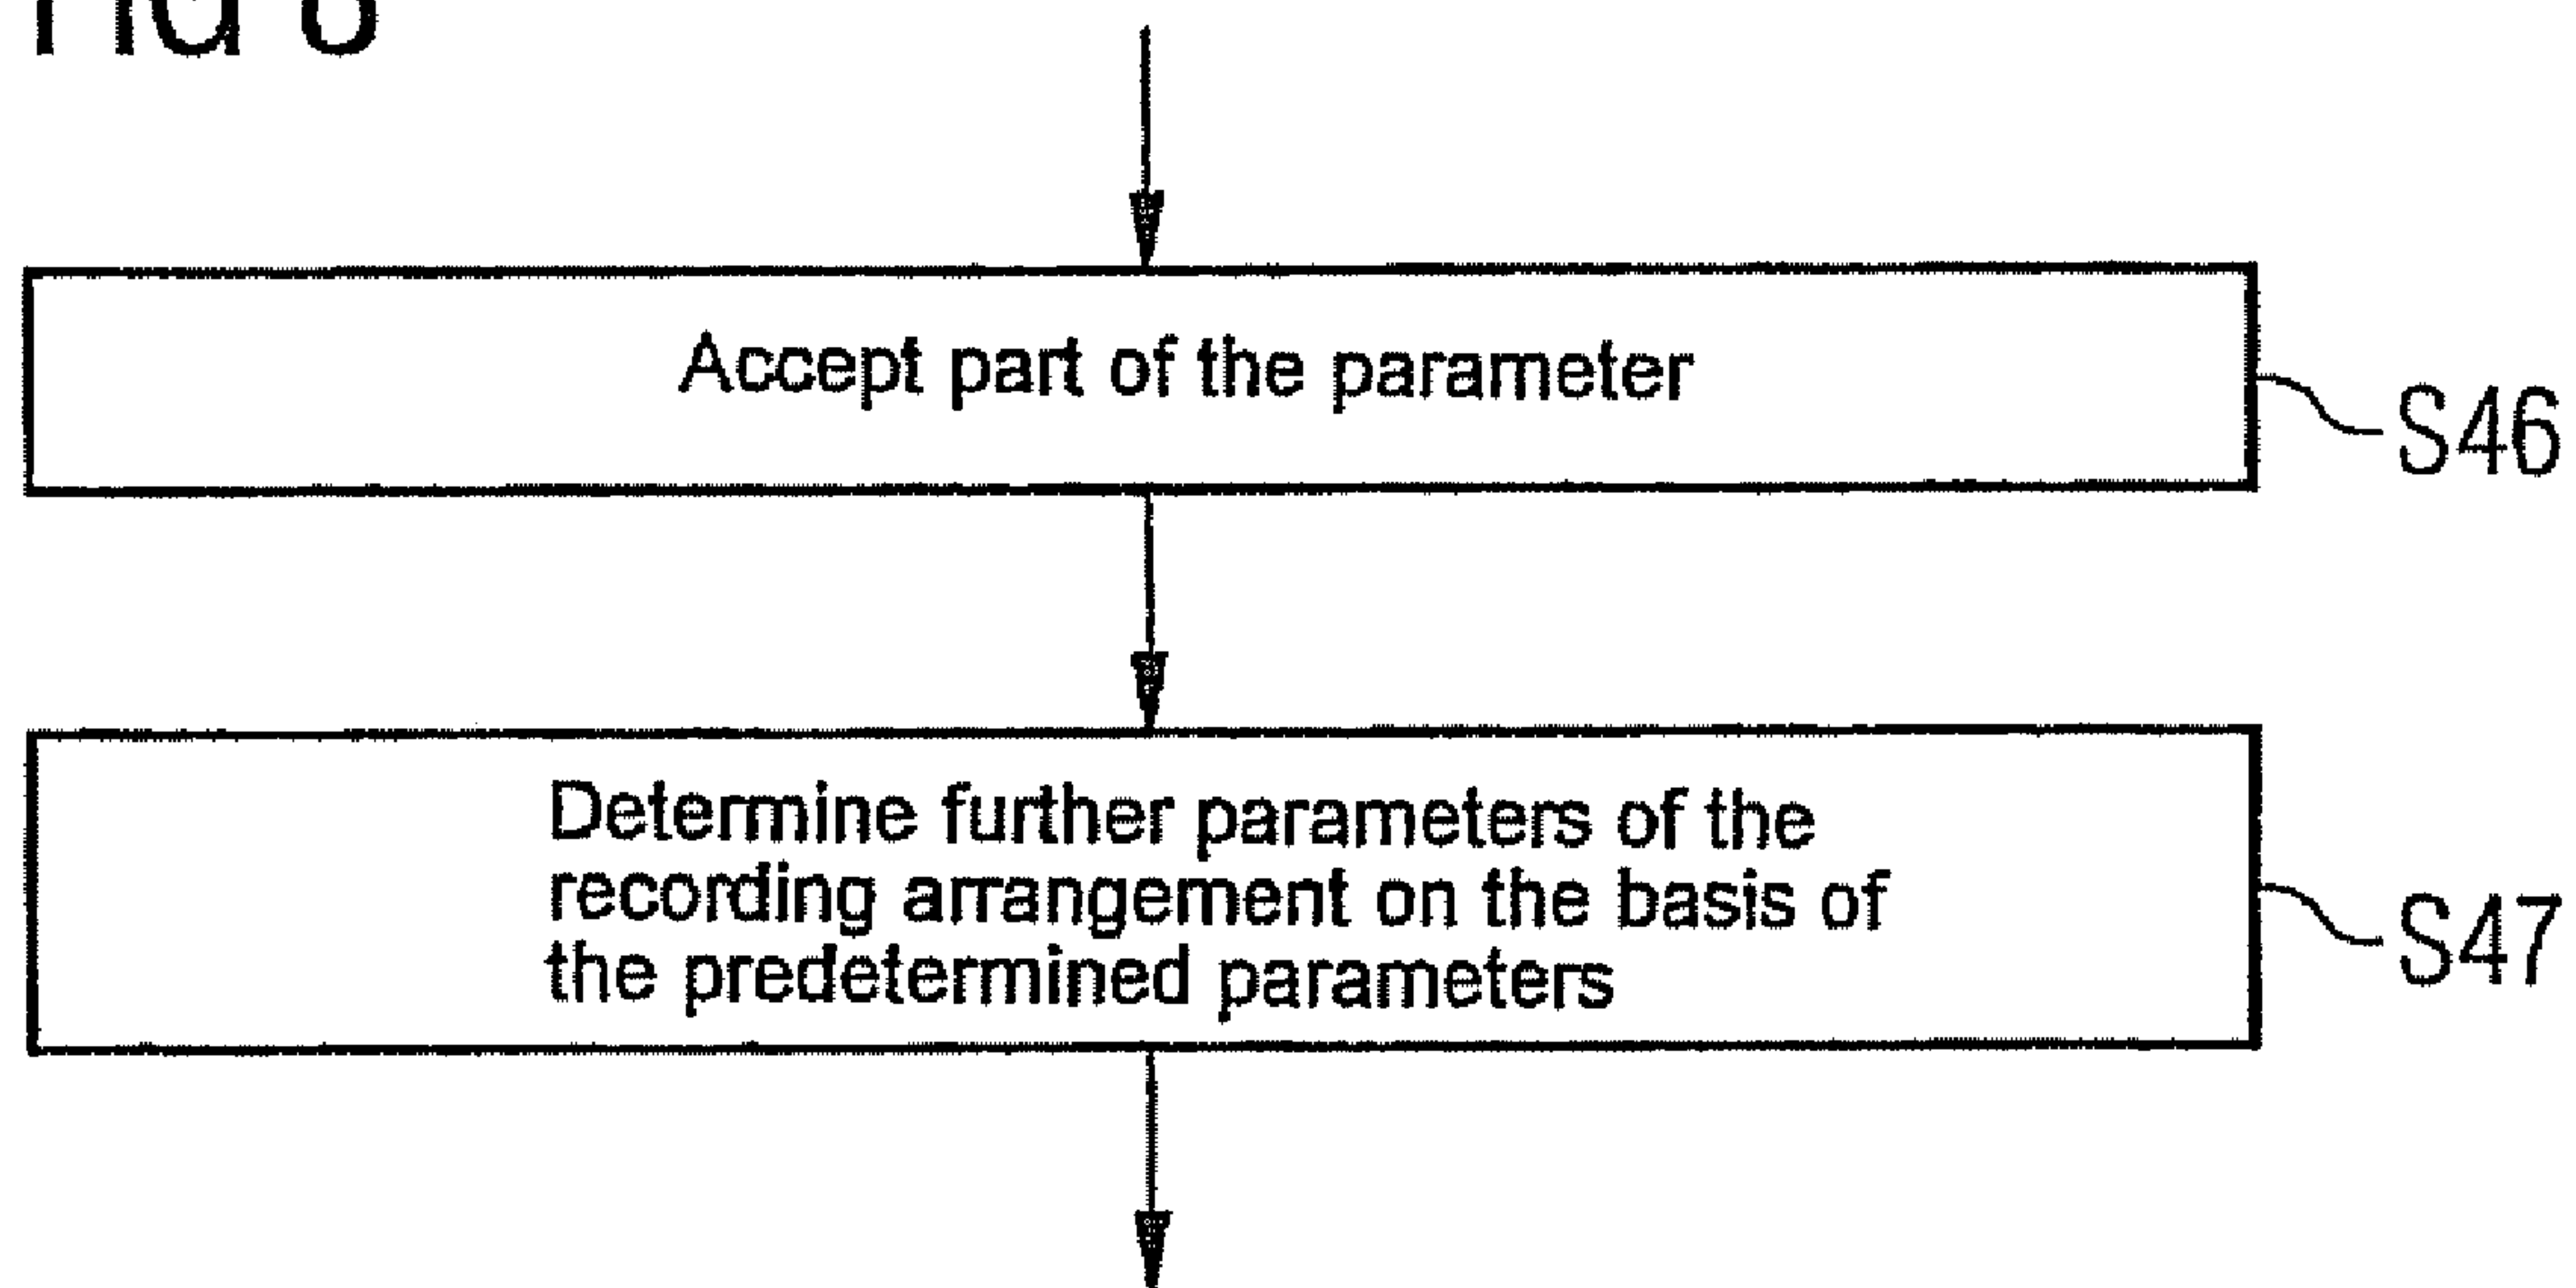 FIG
Accept part of the parameter
S46
Determine further parameters of the
recording arrangement on the basis of
the predetermined parameters
S47